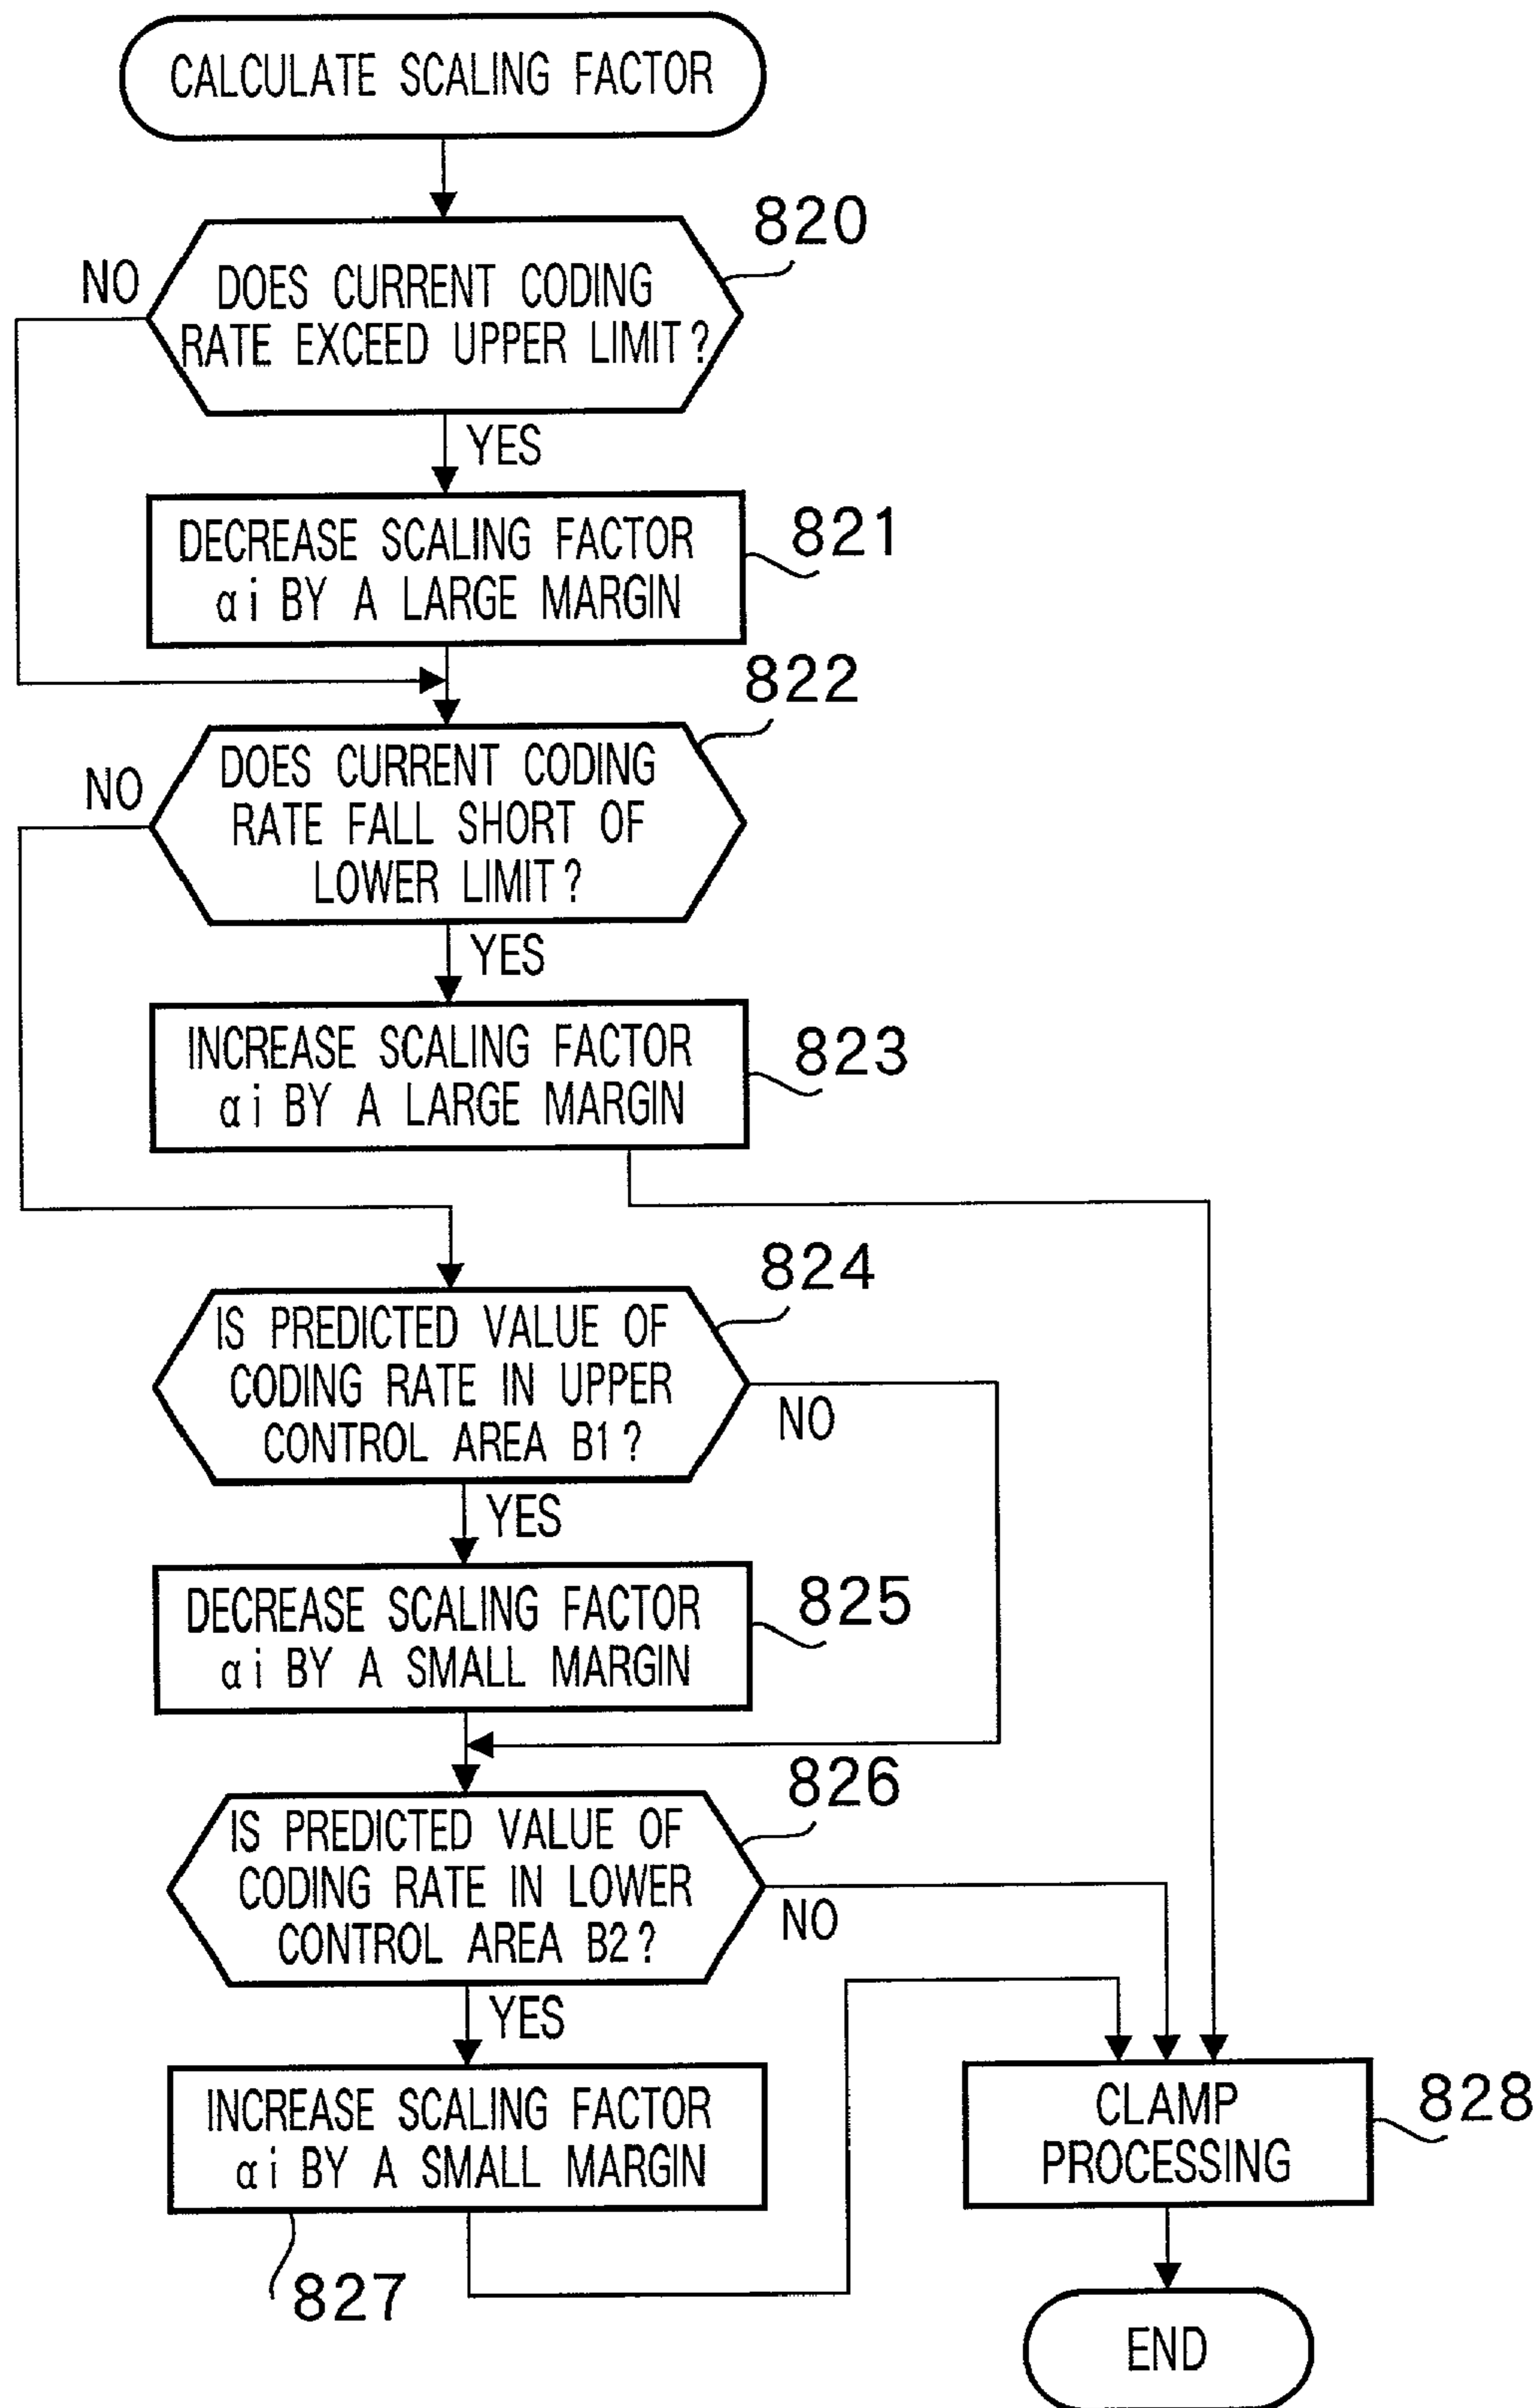 CALCULATE SCALING FACTOR
820
NO
DOES CURRENT CODING
RATE EXCEED UPPER LIMIT?
YES
DECREASE SCALING FACTOR
αi BY A LARGE MARGIN
821
822
NO
DOES CURRENT CODING
RATE FALL SHORT OF
LOWER LIMIT?
YES
INCREASE SCALING FACTOR
αi BY A LARGE MARGIN
823
824
IS PREDICTED VALUE OF
CODING RATE IN UPPER
CONTROL AREA B1?
NO
YES
DECREASE SCALING FACTOR
αi BY A SMALL MARGIN
825
826
IS PREDICTED VALUE OF
CODING RATE IN LOWER
CONTROL AREA B2?
NO
YES
INCREASE SCALING FACTOR
αi BY A SMALL MARGIN
827
CLAMP
PROCESSING
828
END